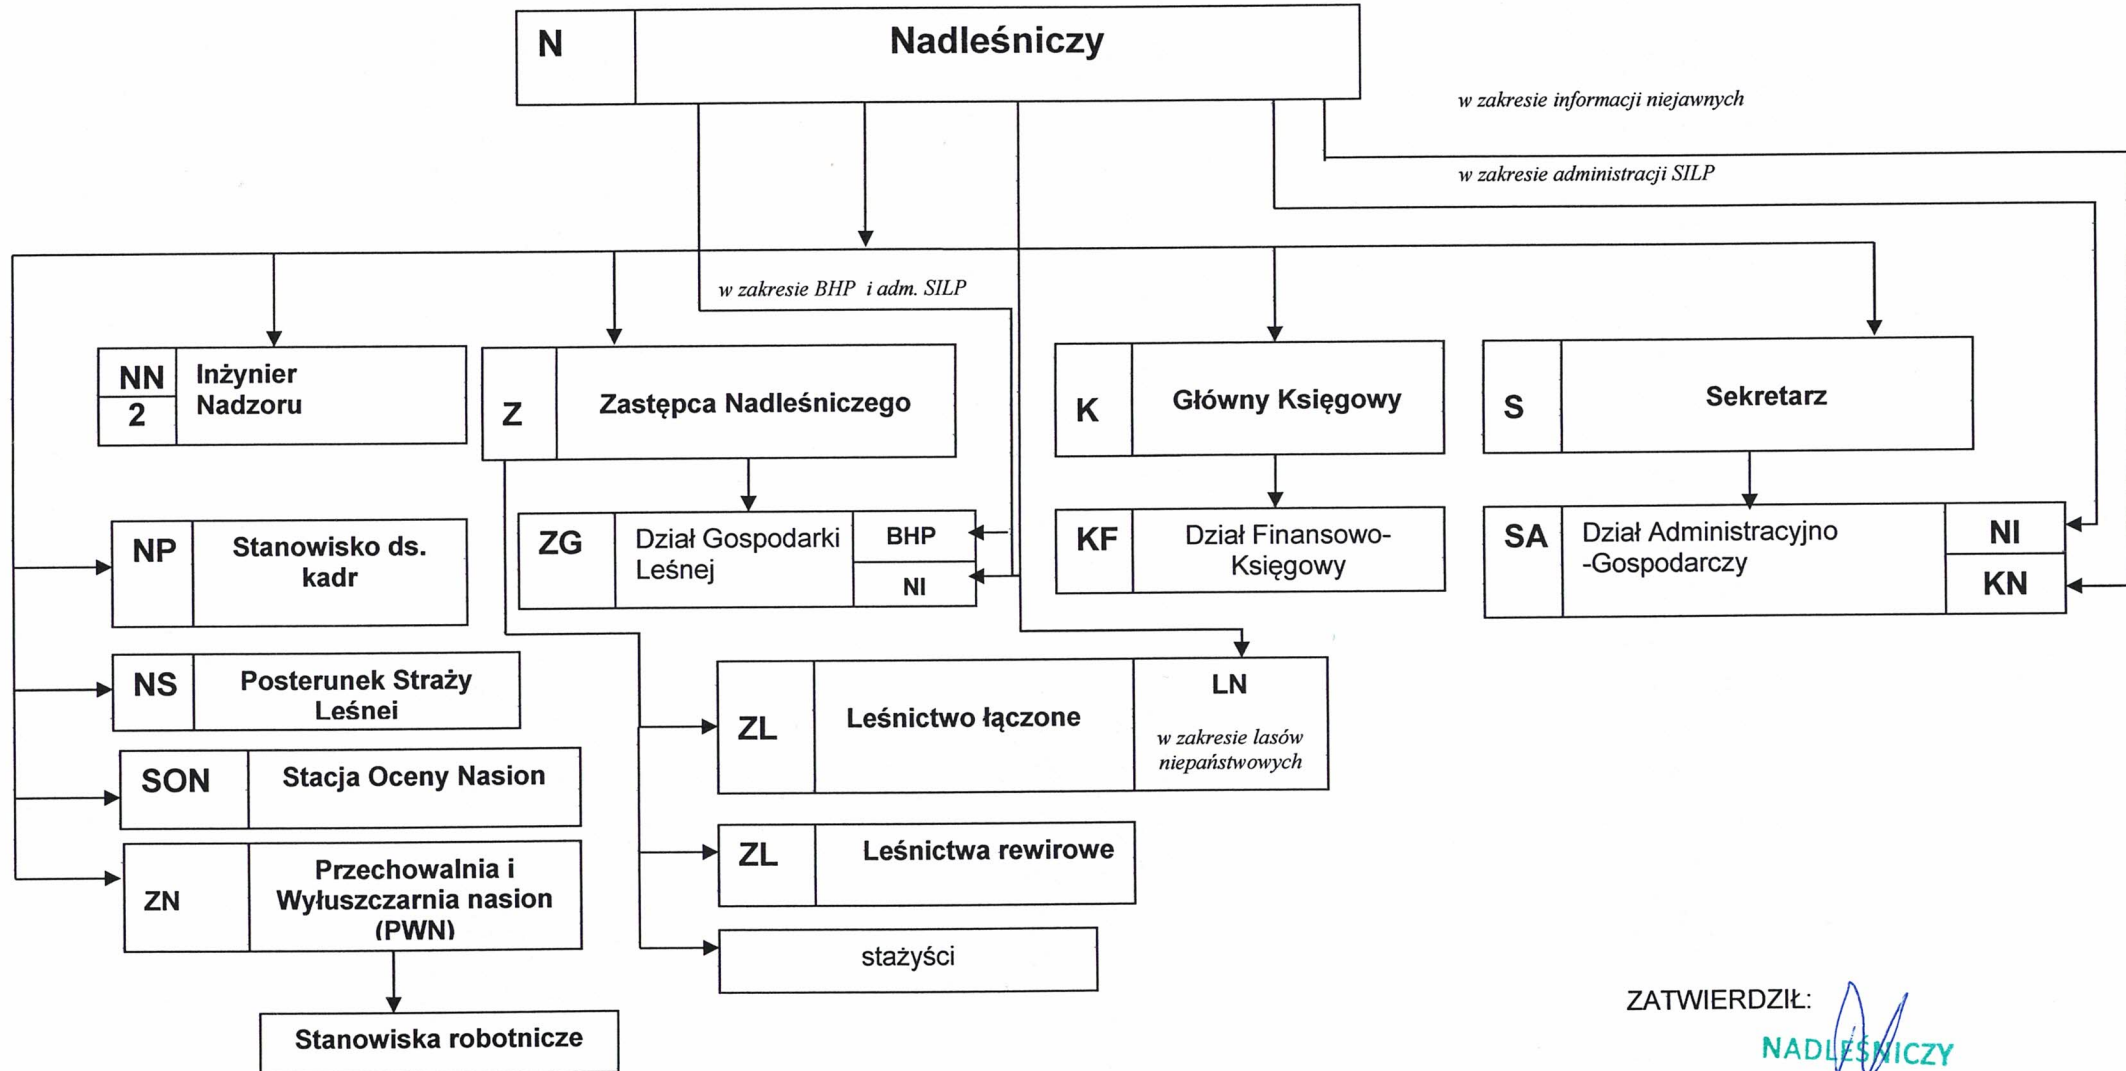 N
Nadleśniczy
w zakresie informacji niejawnych
w zakresie administracji SILP
w zakresie BHP i adm. SILP
NN
2
Inżynier
Nadzoru
Z
Zastępca Nadleśniczego
K
Główny Księgowy
S
Sekretarz
NP
Stanowisko ds.
kadr
ZG
Dział Gospodarki
Leśnej
BHP
NI
KF
Dział Finansowo-
Księgowy
SA
Dział Administracyjno
-Gospodarczy
NI
KN
NS
Posterunek Straży
Leśnej
ZL
Leśnictwo łączone
LN
w zakresie lasów
niepaństwowych
SON
Stacja Oceny Nasion
ZL
Leśnictwa rewirowe
ZN
Przechowalnia i
Wyłuszczarnia nasion
(PWN)
stażyści
Stanowiska robotnicze
ZATWIERDZIŁ:
NADLEŚNICZY